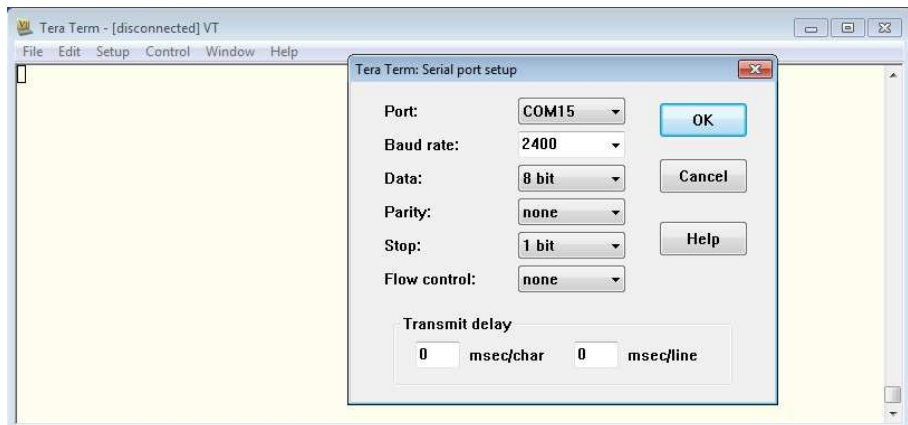 Tera Term - [disconnected] VT
File Edit Setup Control Window Help
Tera Term: Serial port setup
Port: COM15
OK
Baud rate: 2400
Data: 8 bit
Cancel
Parity: none
Stop: 1 bit
Help
Flow control: none
Transmit delay
0 msec/char 0 msec/line